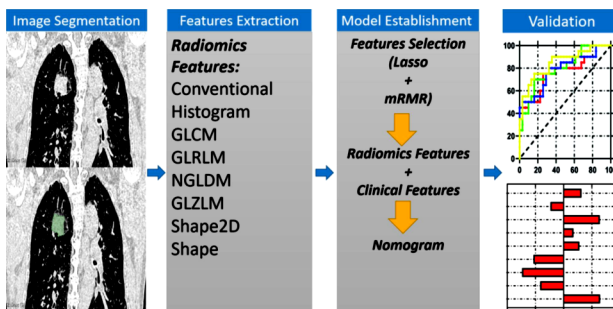 Image Segmentation
Features Extraction
Radiomics
Features:
Conventional
Histogram
GLCM
GLRLM
NGLDM
GLZLM
Shape2D
Shape
Model Establishment
Features Selection
(Lasso
+
mRMR)
Radiomics Features
+
Clinical Features
Nomogram
Validation
100
80
60
40
20
0
0 20 40 60 80 100